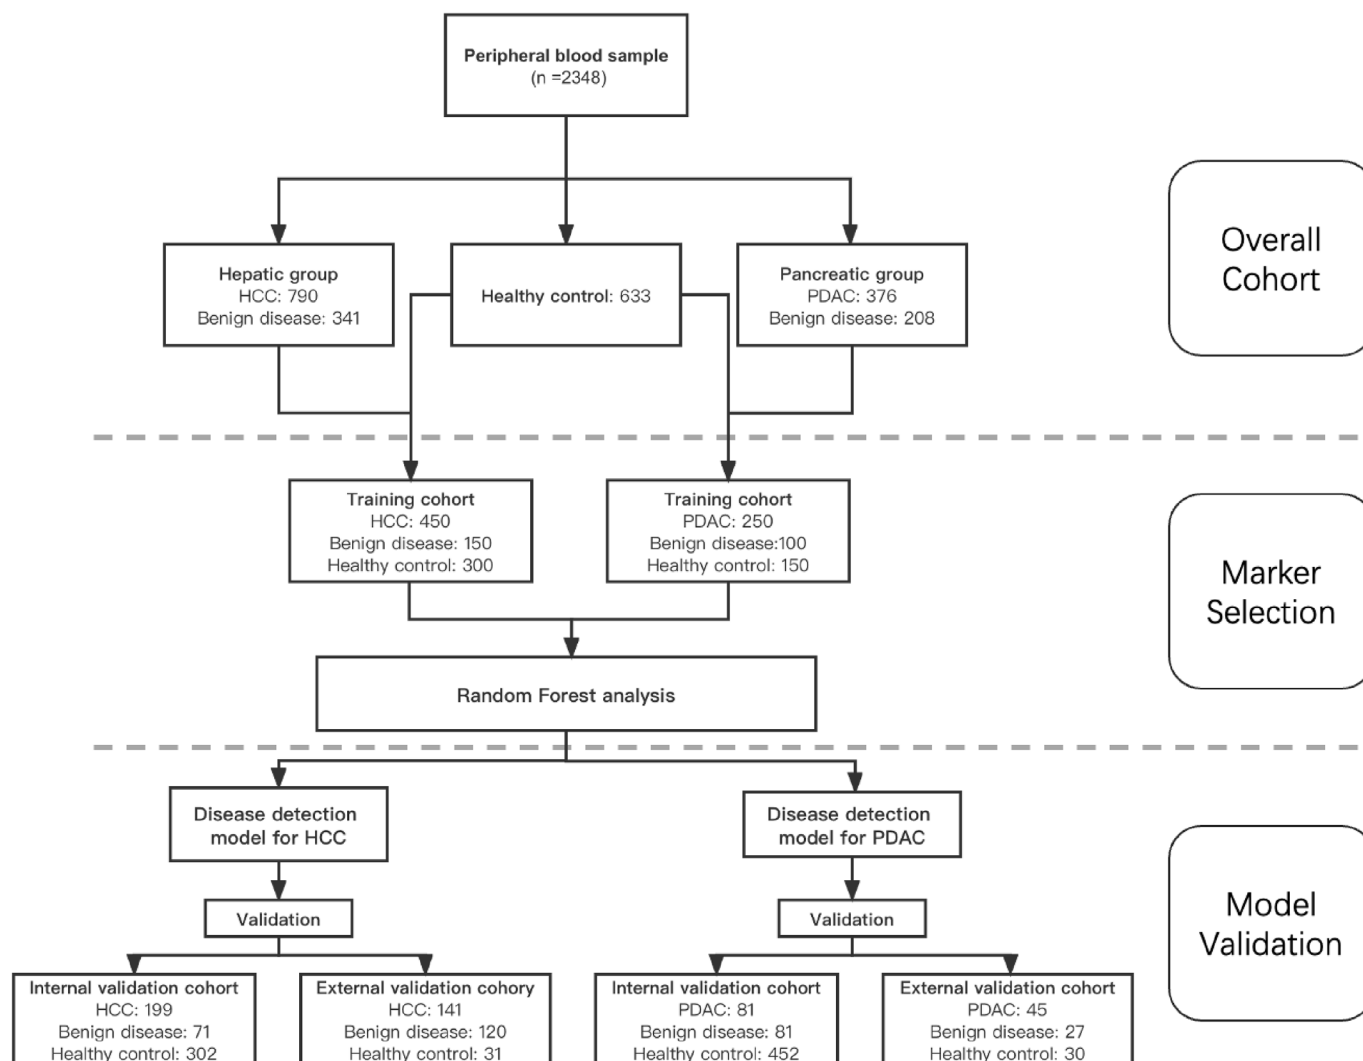 Peripheral blood sample
(n =2348)
Hepatic group
HCC: 790
Benign disease: 341
Healthy control: 633
Pancreatic group
PDAC: 376
Benign disease: 208
Overall
Cohort
Training cohort
HCC: 450
Benign disease: 150
Healthy control: 300
Training cohort
PDAC: 250
Benign disease:100
Healthy control: 150
Marker
Selection
Random Forest analysis
Disease detection
model for HCC
Disease detection
model for PDAC
Validation
Validation
Model
Validation
Internal validation cohort
HCC: 199
Benign disease: 71
Healthy control: 302
External validation cohory
HCC: 141
Benign disease: 120
Healthy control: 31
Internal validation cohort
PDAC: 81
Benign disease: 81
Healthy control: 452
External validation cohort
PDAC: 45
Benign disease: 27
Healthy control: 30